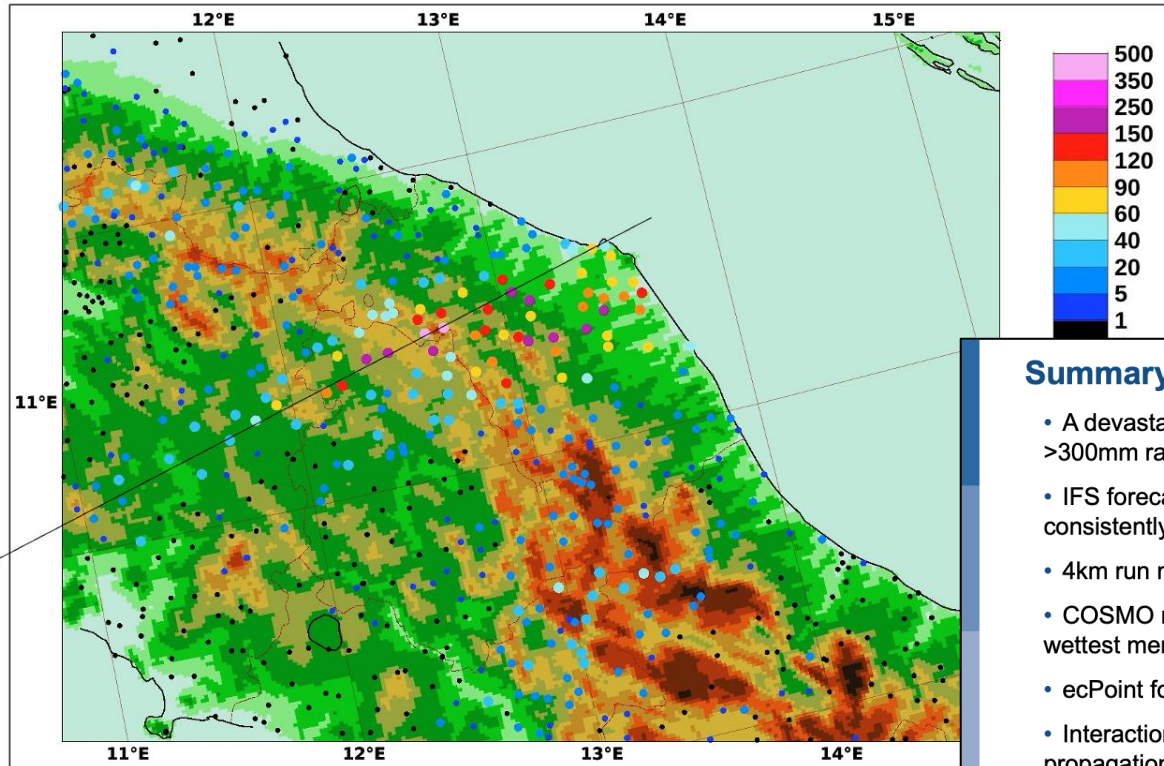 12°E 13°E 14°E 15°E
500
350
250
150
120
90
60
40
20
5
1
11°E
11°E 12°E 13°E 14°E
Summary
• A devasta
>300mm ra
• IFS foreca
consistently
• 4km run r
• COSMO
wettest mer
• ecPoint fo
• Interaction
propagation